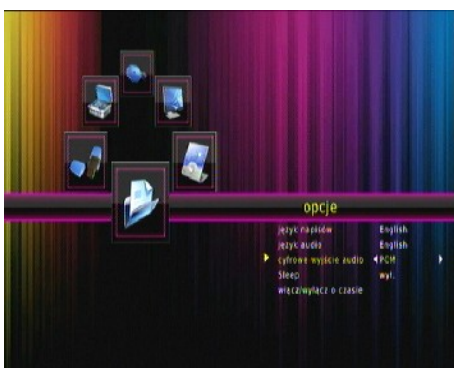 opcje
język napisów English
język audio English
cyfrowe wyjście audio PCM
Sleep wył.
włącz/wyłącz o czasie